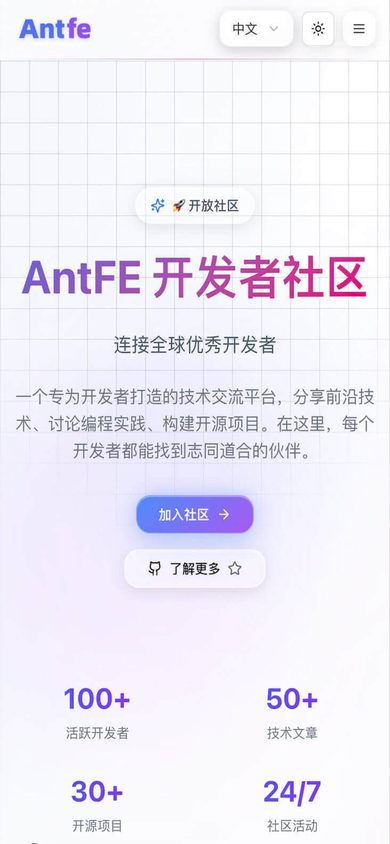 Antfe
中文
🚀 开放社区
AntFE 开发者社区
连接全球优秀开发者
一个专为开发者打造的技术交流平台，分享前沿技
术、讨论编程实践、构建开源项目。在这里，每个
开发者都能找到志同道合的伙伴。
加入社区 →
了解更多
100+
50+
活跃开发者
技术文章
30+
24/7
开源项目
社区活动